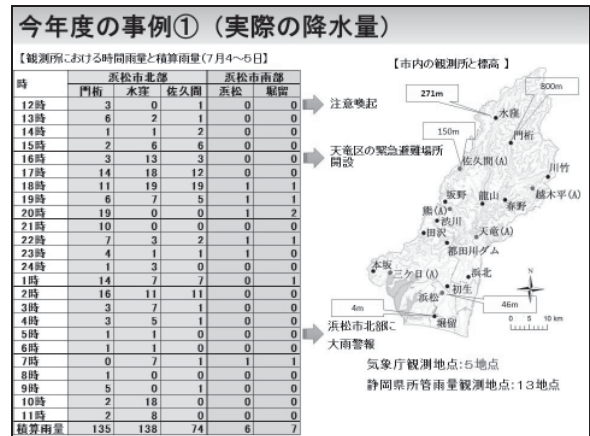 今年度の事例①（実際の降水量）
【観測所における時間雨量と積算雨量(7月4～5日)】
時 浜松市北部 浜松市南部
門桁 水窪 佐久間 浜松 堀留
12時 3 0 1 0 0
13時 6 2 1 0 0
14時 1 1 2 0 0
15時 2 6 6 0 0
16時 3 13 3 0 0
17時 14 18 12 0 0
18時 11 19 19 1 1
19時 6 7 5 1 1
20時 19 0 0 1 2
21時 10 0 0 0 0
22時 7 3 2 1 1
23時 4 1 1 1 0
24時 1 3 0 0 0
1時 14 7 7 0 1
2時 16 11 11 0 0
3時 3 7 1 0 0
4時 3 5 1 0 0
5時 1 1 0 0 0
6時 1 1 0 0 0
7時 0 7 1 1 1
8時 1 0 0 0 0
9時 5 0 1 0 0
10時 2 18 0 0 0
11時 2 8 0 0 0
積算雨量 135 138 74 6 7
注意喚起
天竜区の緊急避難場所
開設
浜松市北部に
大雨警報
【市内の観測所と標高】
271m
800m
水窪
門桁
150m
佐久間(A)
川竹
坂野
龍山
春野
越木平(A)
熊(A)
渋川
田沢
天竜(A)
都田川ダム
本坂
三ケ日(A)
浜北
初生
浜松
46m
4m
堀留
N
0 5 10 km
気象庁観測地点:5地点
静岡県所管雨量観測地点:13地点